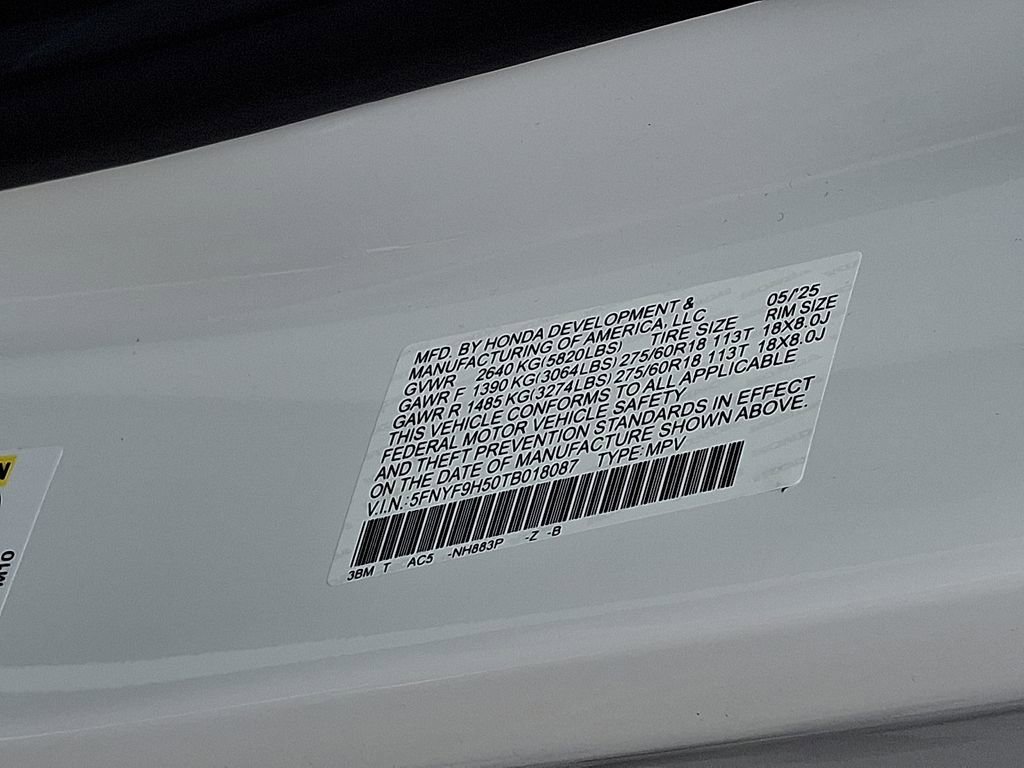 MFD. BY HONDA DEVELOPMENT & 05/'25
MANUFACTURING OF AMERICA, LLC
GVWR 2640 KG(5820LBS) TIRE SIZE RIM SIZE
GAWR F 1390 KG(3064LBS) 275/60R18 113T 18X8.0J
GAWR R 1485 KG(3274LBS) 275/60R18 113T 18X8.0J
THIS VEHICLE CONFORMS TO ALL APPLICABLE
FEDERAL MOTOR VEHICLE SAFETY
AND THEFT PREVENTION STANDARDS IN EFFECT
ON THE DATE OF MANUFACTURE SHOWN ABOVE.
V.I.N.:5FNYF9H50TB018087 TYPE:MPV
3BM T AC5 -NH883P -Z -B
M10